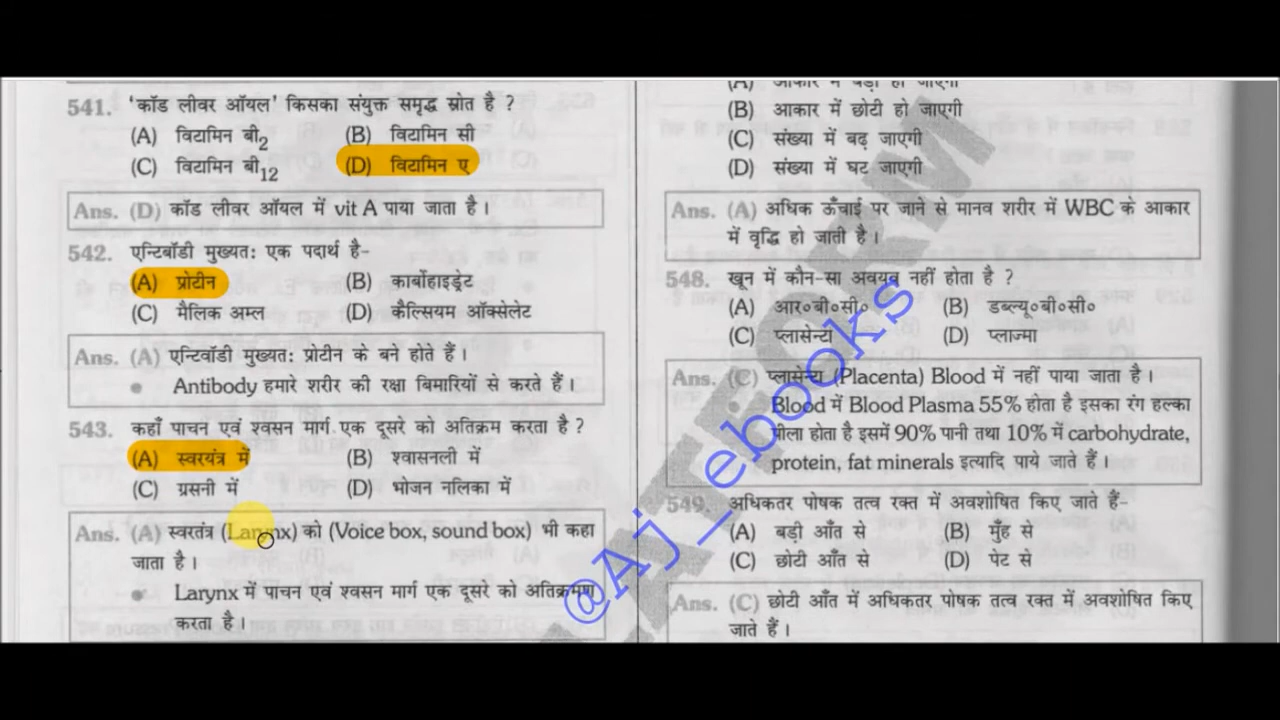 541. 'कॉड लीवर ऑयल' किसका संयुक्त समृद्ध स्रोत है ?
(A) विटामिन बी2 (B) विटामिन सी
(C) विटामिन बी12 (D) विटामिन ए
Ans. (D) कॉड लीवर ऑयल में vit A पाया जाता है।
542. एन्टिबॉडी मुख्यत: एक पदार्थ है-
(A) प्रोटीन (B) कार्बोहाइड्रेट
(C) मैलिक अम्ल (D) कैल्सियम ऑक्सेलेट
Ans. (A) एन्टिवॉडी मुख्यत: प्रोटीन के बने होते हैं।
● Antibody हमारे शरीर की रक्षा बिमारियों से करते हैं।
543. कहाँ पाचन एवं श्वसन मार्ग एक दूसरे को अतिक्रम करता है ?
(A) स्वरयंत्र में (B) श्वासनली में
(C) ग्रसनी में (D) भोजन नलिका में
Ans. (A) स्वरतंत्र (Larynx) को (Voice box, sound box) भी कहा
जाता है।
● Larynx में पाचन एवं श्वसन मार्ग एक दूसरे को अतिक्रमण
करता है।
(A) आकार में बड़ी हो जाएगी
(B) आकार में छोटी हो जाएगी
(C) संख्या में बढ़ जाएगी
(D) संख्या में घट जाएगी
Ans. (A) अधिक ऊँचाई पर जाने से मानव शरीर में WBC के आकार
में वृद्धि हो जाती है।
548. खून में कौन-सा अवयव नहीं होता है ?
(A) आर०बी०सी० (B) डब्ल्यू०बी०सी०
(C) प्लासेन्टा (D) प्लाज्मा
Ans. (C) प्लासेन्टा (Placenta) Blood में नहीं पाया जाता है।
Blood में Blood Plasma 55% होता है इसका रंग हल्का
पीला होता है इसमें 90% पानी तथा 10% में carbohydrate,
protein, fat minerals इत्यादि पाये जाते हैं।
549. अधिकतर पोषक तत्व रक्त में अवशोषित किए जाते हैं-
(A) बड़ी आँत से (B) मुँह से
(C) छोटी आँत से (D) पेट से
Ans. (C) छोटी आँत में अधिकतर पोषक तत्व रक्त में अवशोषित किए
जाते हैं।
@Aj_ebooks